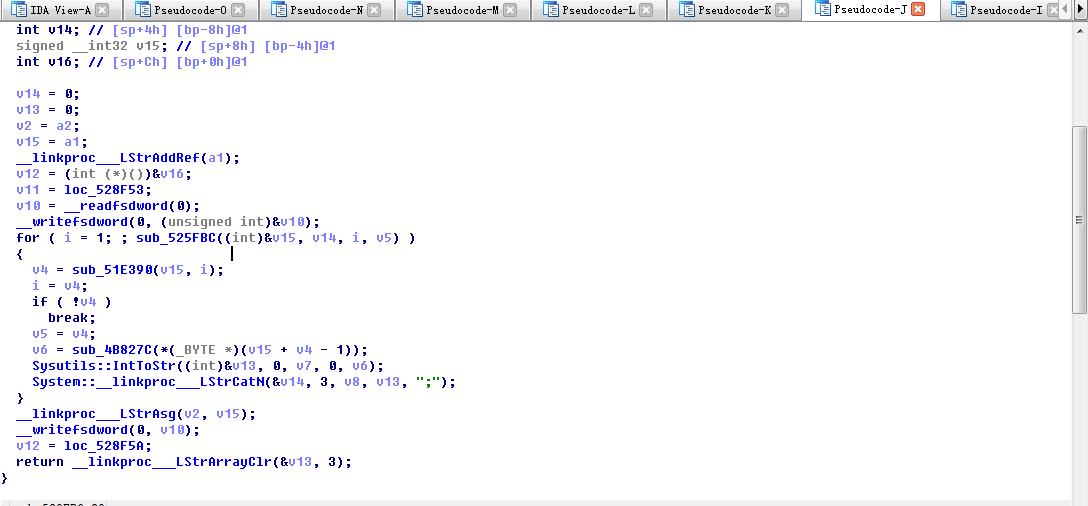 IDA View-A Pseudocode-O Pseudocode-N Pseudocode-M Pseudocode-L Pseudocode-K Pseudocode-J Pseudocode-I
int v14; // [sp+4h] [bp-8h]@1
signed __int32 v15; // [sp+8h] [bp-4h]@1
int v16; // [sp+Ch] [bp+0h]@1
v14 = 0;
v13 = 0;
v2 = a2;
v15 = a1;
__linkproc___LStrAddRef(a1);
v12 = (int (*)())&v16;
v11 = loc_528F53;
v10 = __readfsdword(0);
__writefsdword(0, (unsigned int)&v10);
for ( i = 1; ; sub_525FBC((int)&v15, v14, i, v5) )
{
v4 = sub_51E390(v15, i);
i = v4;
if ( !v4 )
break;
v5 = v4;
v6 = sub_4B827C(*(_BYTE *)(v15 + v4 - 1));
Sysutils::IntToStr((int)&v13, 0, v7, 0, v6);
System::__linkproc___LStrCatN(&v14, 3, v8, v13, ";");
}
__linkproc___LStrAsg(v2, v15);
__writefsdword(0, v10);
v12 = loc_528F5A;
return __linkproc___LStrArrayClr(&v13, 3);
}